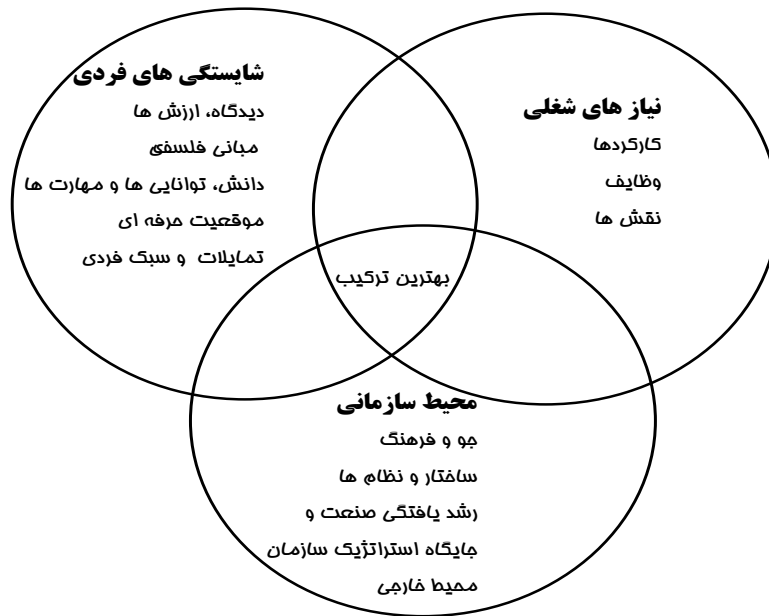 شایستگی های فردی
دیدگاه، ارزش ها
مبانی فلسفی
دانش، توانایی ها و مهارت ها
موقعیت حرفه ای
تمایلات و سبک فردی
نیاز های شغلی
کارکردها
وظایف
نقش ها
بهترین ترکیب
محیط سازمانی
جو و فرهنگ
ساختار و نظام ها
رشد یافتگی صنعت و
جایگاه استراتژیک سازمان
محیط خارجی